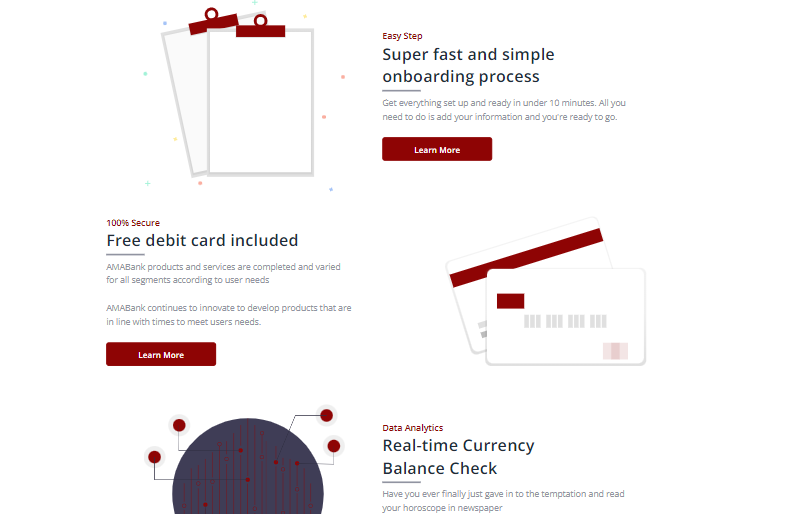 Easy Step
Super fast and simple
onboarding process
Get everything set up and ready in under 10 minutes. All you
need to do is add your information and you're ready to go.
Learn More
100% Secure
Free debit card included
AMABank products and services are completed and varied
for all segments according to user needs
AMABank continues to innovate to develop products that are
in line with times to meet users needs.
Learn More
Data Analytics
Real-time Currency
Balance Check
Have you ever finally just gave in to the temptation and read
your horoscope in newspaper